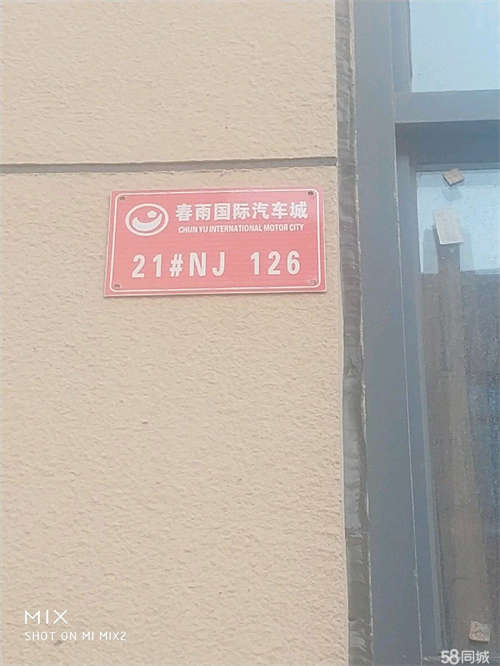 春雨国际汽车城
CHUN YU INTERNATIONAL MOTOR CITY
21#NJ 126
MIX
SHOT ON MI MIX2
58同城